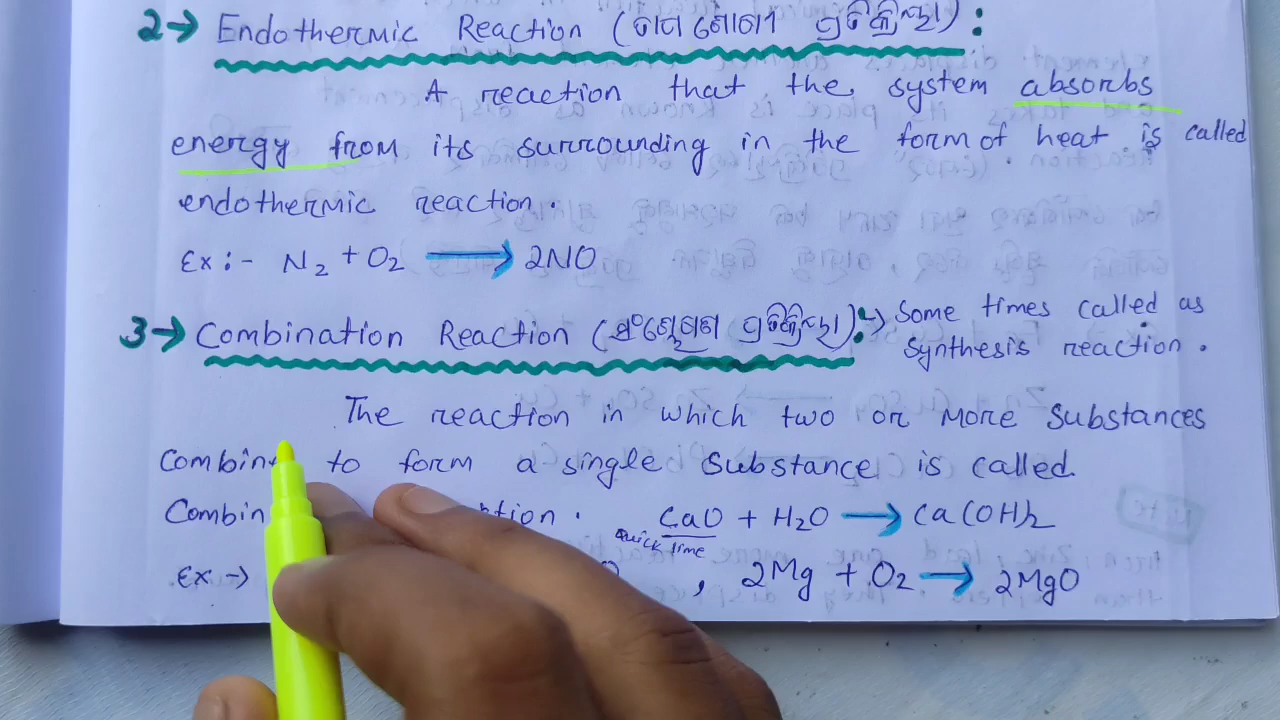 2→ Endothermic Reaction (ତାପ ଶୋଷୀ ପ୍ରତିକ୍ରିୟା):
A reaction that the system absorbs
energy from its surrounding in the form of heat is called
endothermic reaction.
Ex:- N₂ + O₂ ⟶ 2NO
3→ Combination Reaction (ସଂଶ୍ଳେଷଣ ପ୍ରତିକ୍ରିୟା):→ Some times called as
Synthesis reaction.
The reaction in which two or more substances
Combin to form a single substance is called.
Combin ction. CaO + H₂O ⟶ Ca(OH)₂
Quick lime
Ex → , 2Mg + O₂ ⟶ 2MgO